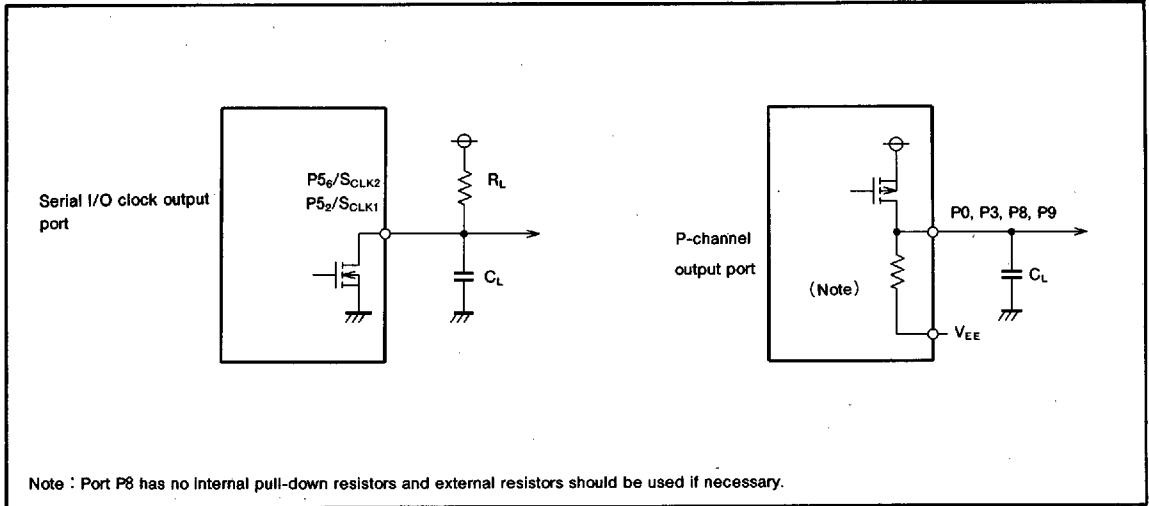 Serial I/O clock output
port
P5₆/S_CLK2
P5₂/S_CLK1
R_L
C_L
P-channel
output port
(Note)
P0, P3, P8, P9
C_L
V_EE
Note : Port P8 has no internal pull-down resistors and external resistors should be used if necessary.